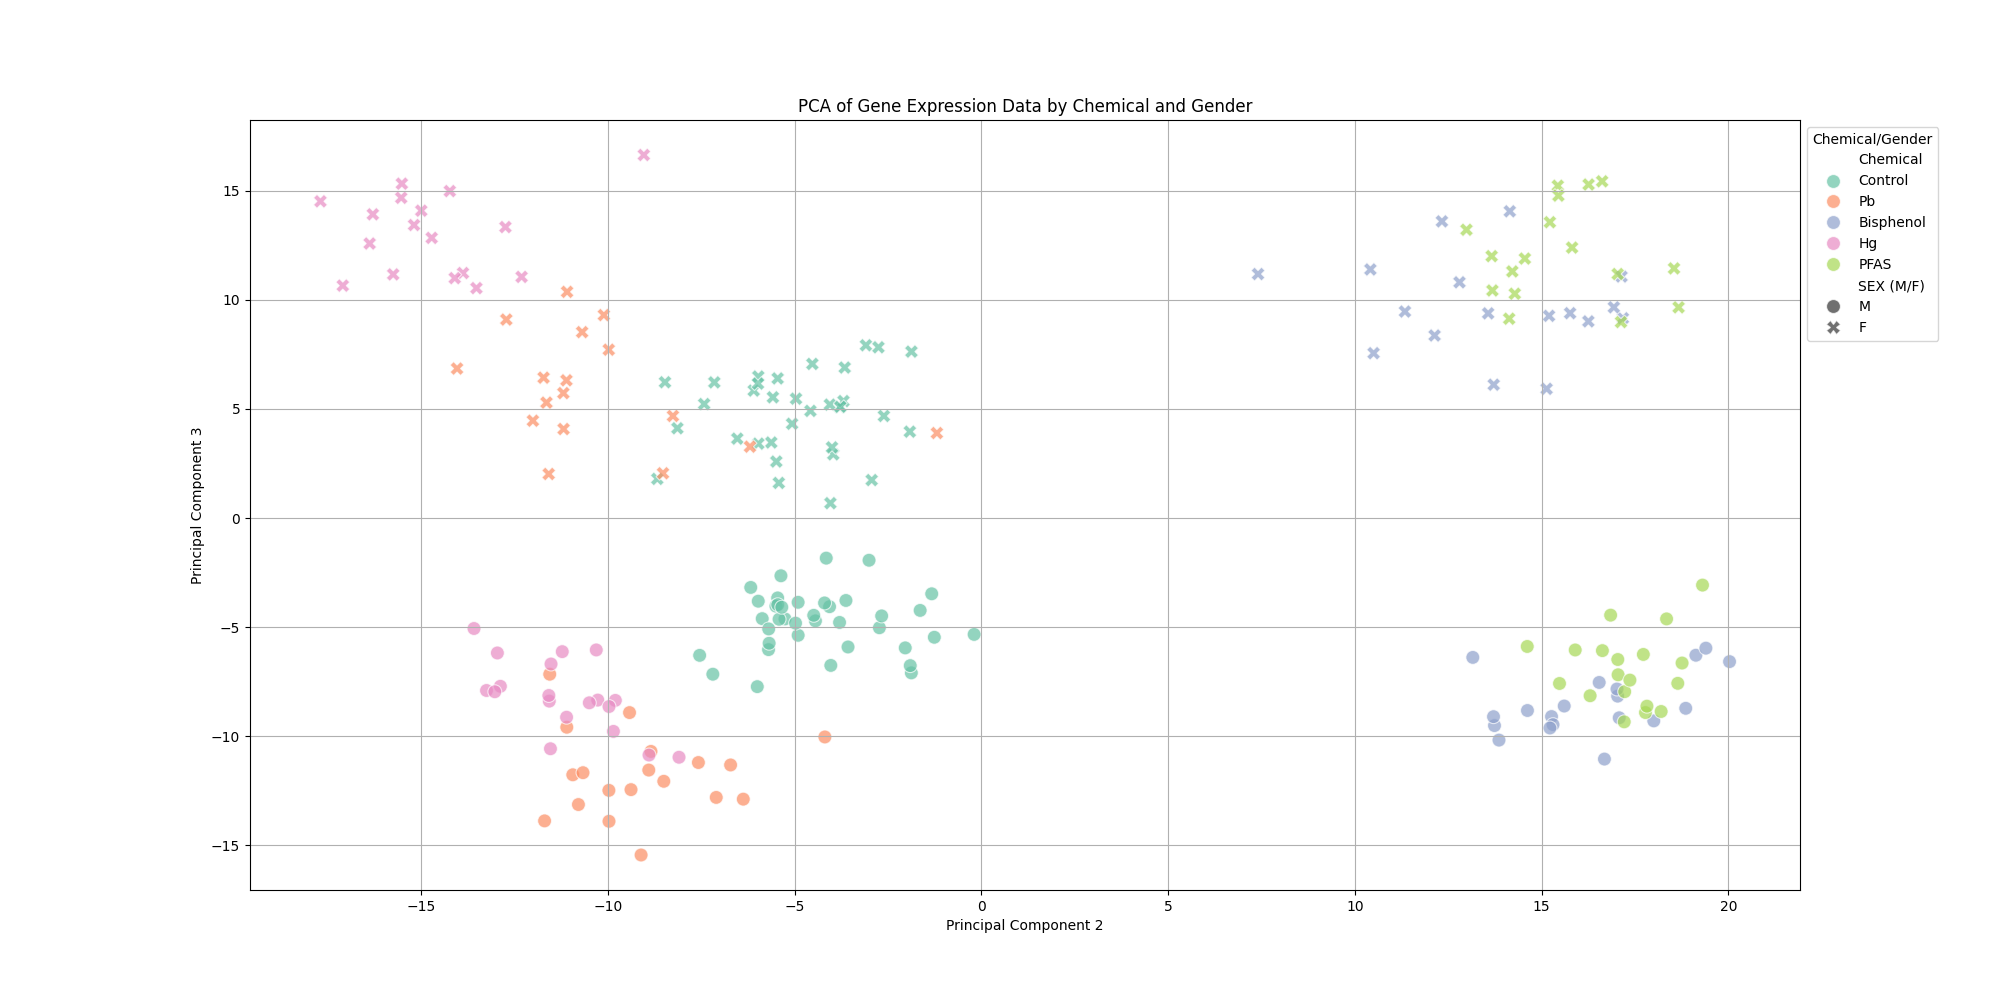 PCA of Gene Expression Data by Chemical and Gender
Chemical/Gender
Chemical
Control
Pb
Bisphenol
Hg
PFAS
SEX (M/F)
M
F
Principal Component 3
15
10
5
0
−5
−10
−15
−15
−10
−5
0
5
10
15
20
Principal Component 2